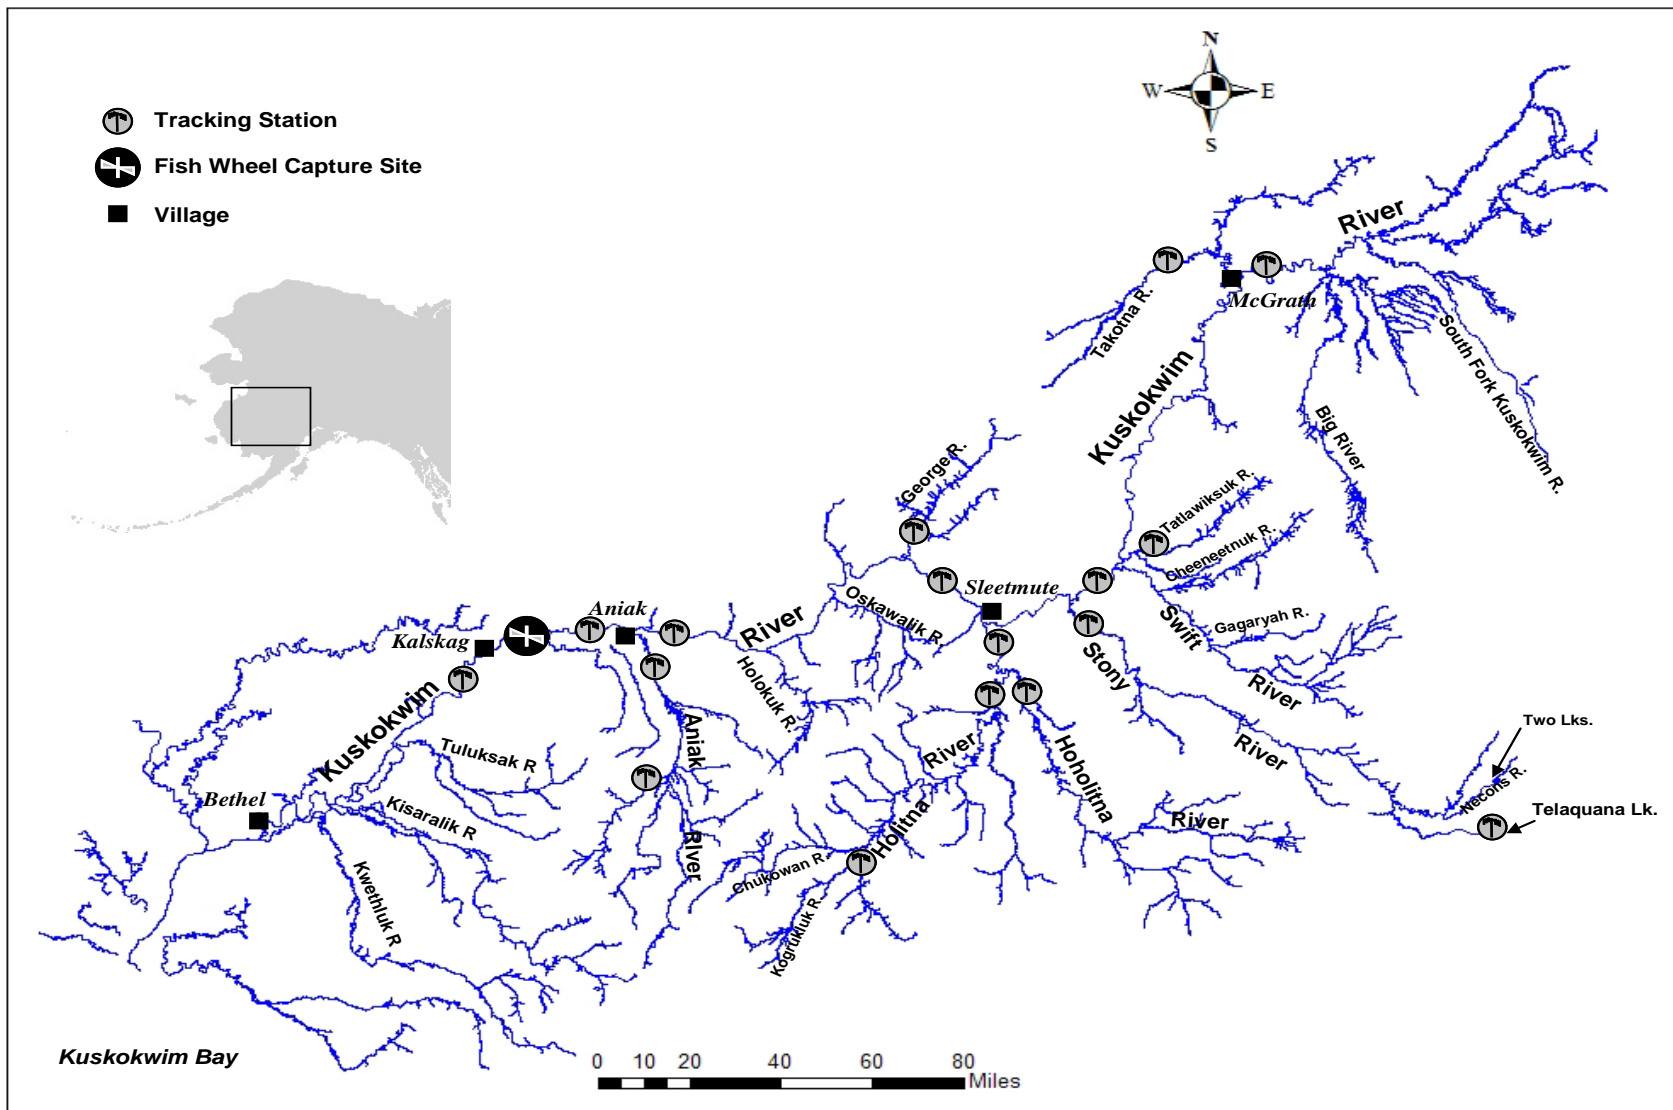 N
W E
S
Tracking Station
Fish Wheel Capture Site
Village
River
McGrath
Takotna R.
South Fork Kuskokwim R.
Kuskokwim
Big River
George R.
Tatlawiksuk R.
Cheeneetnuk R.
Sleetmute
Oskawalik R
Swift
Gagaryah R.
River
Aniak
Kalskag
River
Holokuk R.
Stony
River
Two Lks.
Necons R.
Telaquana Lk.
Kuskokwim
Tuluksak R
Aniak
River
Hoholitna
River
Bethel
Kisaralik R
RIver
Holitna
Chukowan R.
Kogrukluk R.
Kwethluk R
Kuskokwim Bay
0 10 20 40 60 80
Miles